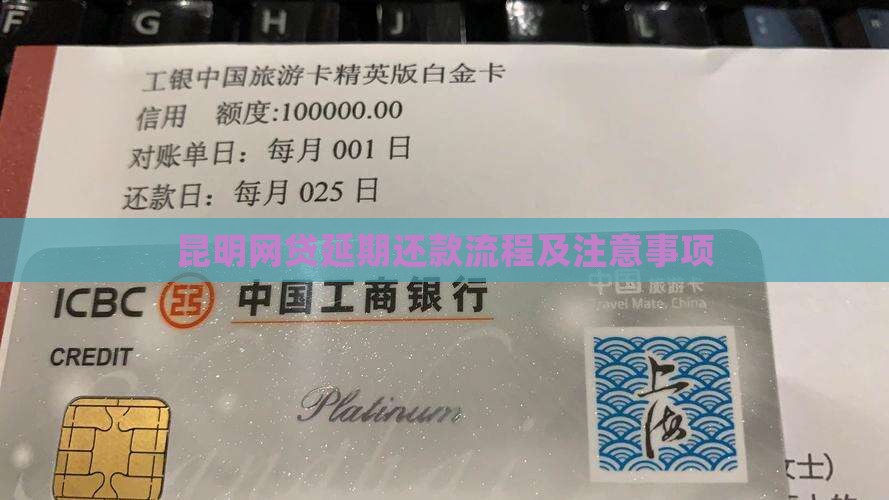 F G H J L
工银中国旅游卡精英版白金卡
信用 额度:100000.00
对账单日：每月 001 日
还款日：每月 025 日
昆明网贷延期还款流程及注意事项
ICBC 中国工商银行
中国旅游卡
Travel Mate, China
CREDIT
Platinum
上海
士)